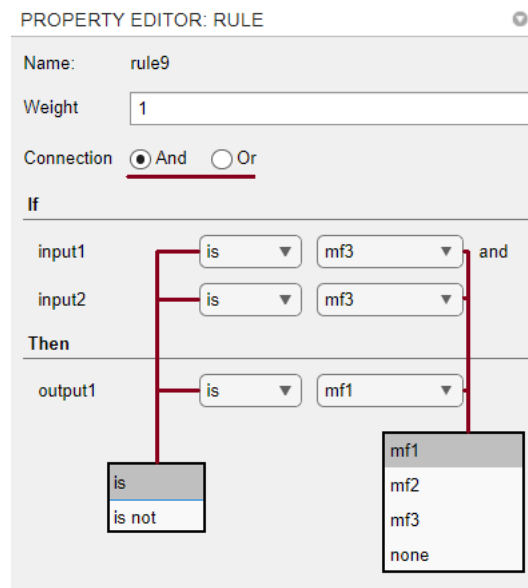 PROPERTY EDITOR: RULE
Name: rule9
Weight 1
Connection And Or
If
input1 is mf3 and
input2 is mf3
Then
output1 is mf1
is
is not
mf1
mf2
mf3
none